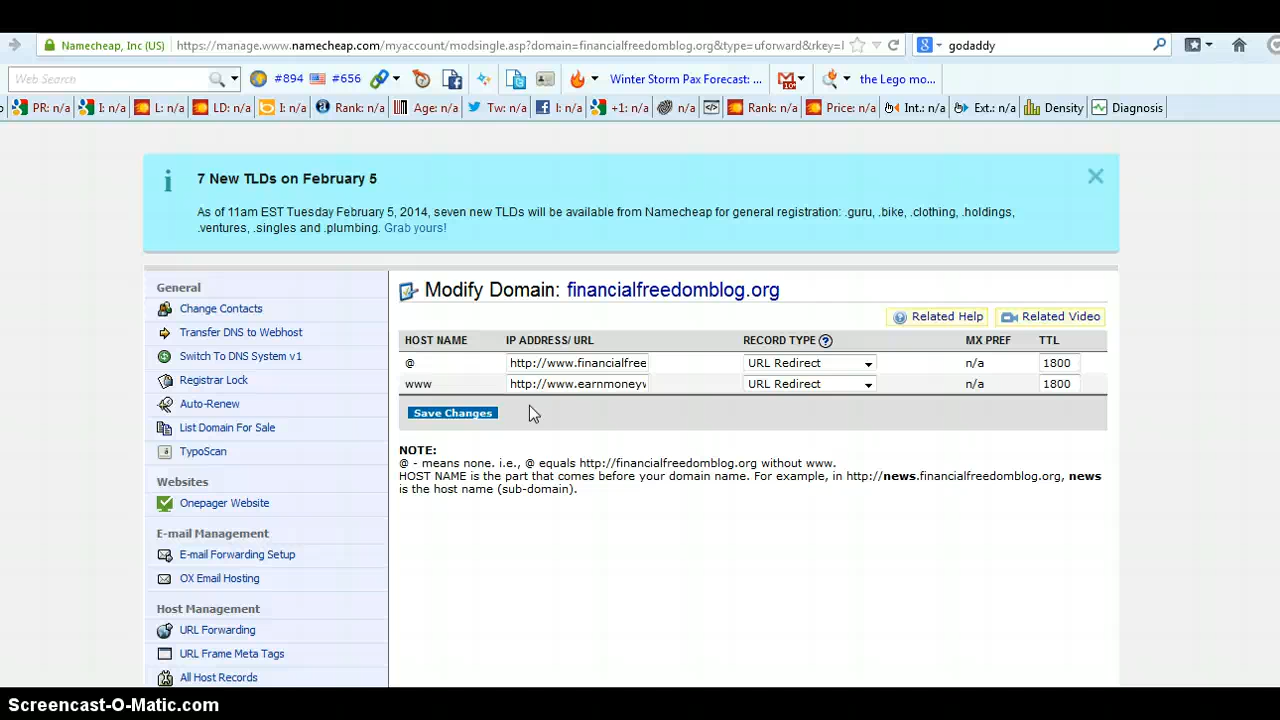 Namecheap, Inc (US) https://manage.www.namecheap.com/myaccount/modsingle.asp?domain=financialfreedomblog.org&type=uforward&rkey= godaddy
Web Search #894 #656 Winter Storm Pax Forecast: ... the Lego mo...
PR: n/a I: n/a L: n/a LD: n/a I: n/a Rank: n/a Age: n/a Tw: n/a I: n/a +1: n/a n/a Rank: n/a Price: n/a Int.: n/a Ext.: n/a Density Diagnosis
7 New TLDs on February 5
As of 11am EST Tuesday February 5, 2014, seven new TLDs will be available from Namecheap for general registration: .guru, .bike, .clothing, .holdings,
.ventures, .singles and .plumbing. Grab yours!
General
Change Contacts
Transfer DNS to Webhost
Switch To DNS System v1
Registrar Lock
Auto-Renew
List Domain For Sale
TypoScan
Websites
Onepager Website
E-mail Management
E-mail Forwarding Setup
OX Email Hosting
Host Management
URL Forwarding
URL Frame Meta Tags
All Host Records
Modify Domain: financialfreedomblog.org
Related Help Related Video
HOST NAME IP ADDRESS/ URL RECORD TYPE MX PREF TTL
@ http://www.financialfree URL Redirect n/a 1800
www http://www.earnmoneyw URL Redirect n/a 1800
Save Changes
NOTE:
@ - means none. i.e., @ equals http://financialfreedomblog.org without www.
HOST NAME is the part that comes before your domain name. For example, in http://news.financialfreedomblog.org, news
is the host name (sub-domain).
Screencast-O-Matic.com